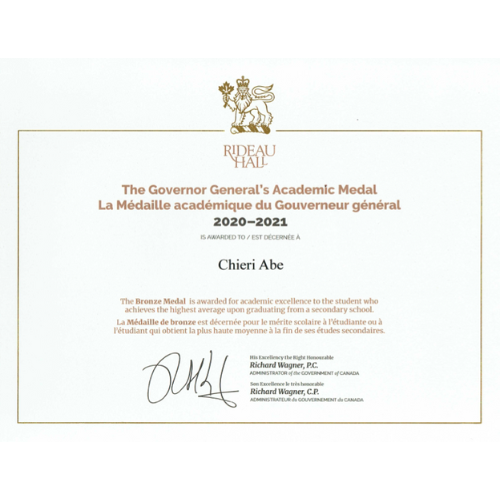 RIDEAU
HALL
The Governor General's Academic Medal
La Médaille académique du Gouverneur général
2020–2021
IS AWARDED TO / EST DÉCERNÉE À
Chieri Abe
The Bronze Medal is awarded for academic excellence to the student who
achieves the highest average upon graduating from a secondary school.
La Médaille de bronze est décernée pour le mérite scolaire à l'étudiante ou à
l'étudiant qui obtient la plus haute moyenne à la fin de ses études secondaires.
His Excellency the Right Honourable
Richard Wagner, P.C.
ADMINISTRATOR of the GOVERNMENT of CANADA
Son Excellence le très honorable
Richard Wagner, C.P.
ADMINISTRATEUR du GOUVERNEMENT du CANADA